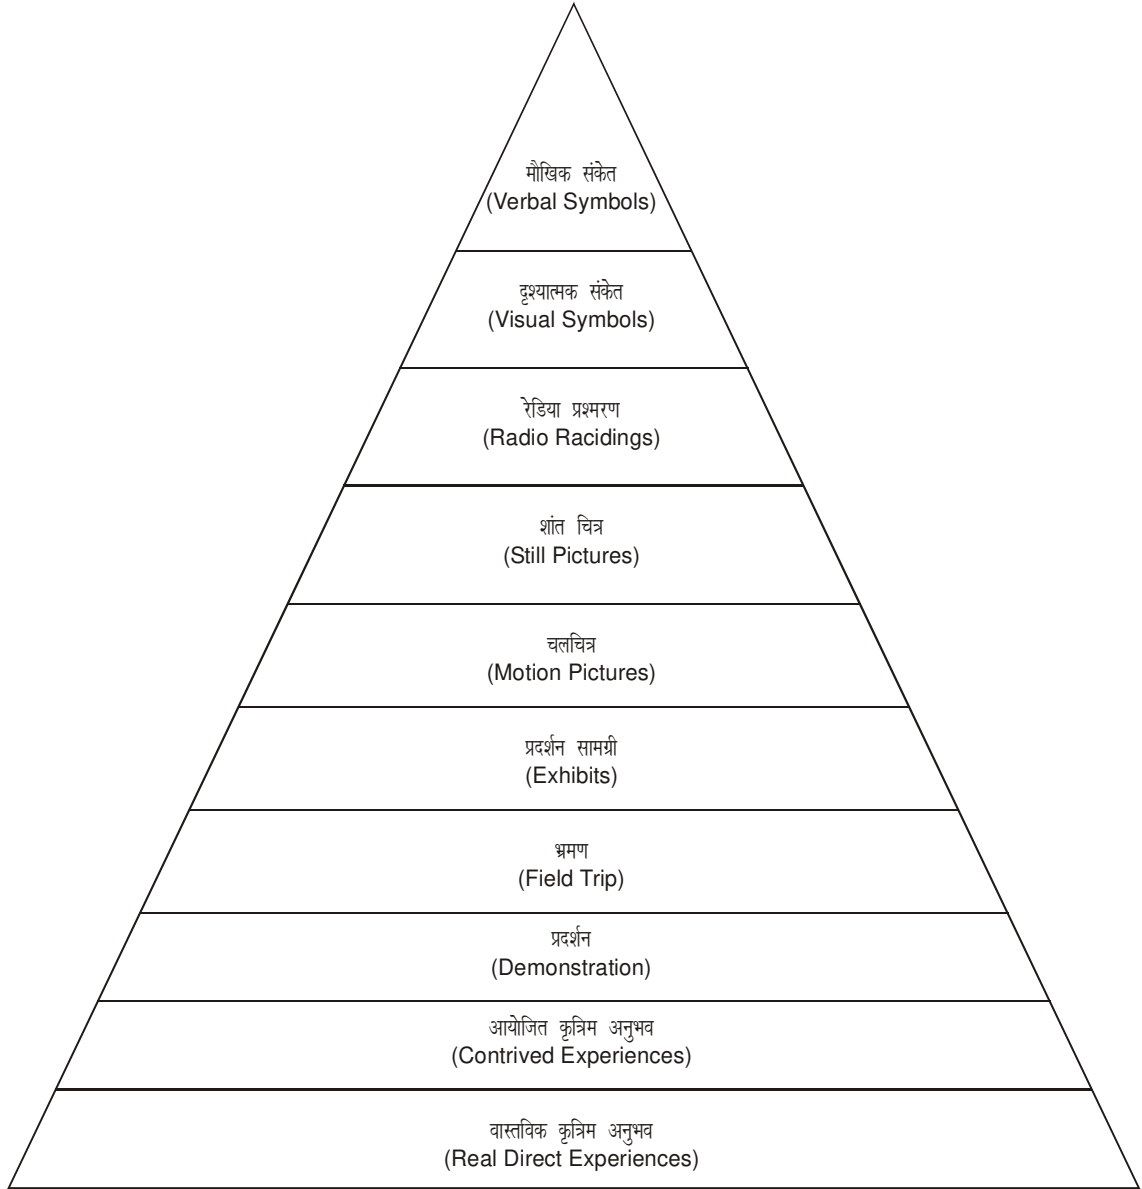 मौखिक संकेत
(Verbal Symbols)
दृश्यात्मक संकेत
(Visual Symbols)
रेडिया प्रश्मरण
(Radio Racidings)
शांत चित्र
(Still Pictures)
चलचित्र
(Motion Pictures)
प्रदर्शन सामग्री
(Exhibits)
भ्रमण
(Field Trip)
प्रदर्शन
(Demonstration)
आयोजित कृत्रिम अनुभव
(Contrived Experiences)
वास्तविक कृत्रिम अनुभव
(Real Direct Experiences)